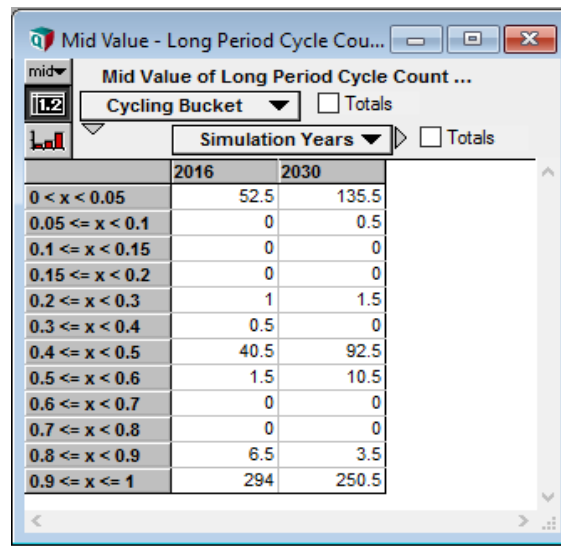 Mid Value - Long Period Cycle Cou...
mid
Mid Value of Long Period Cycle Count ...
1.2
Cycling Bucket
Totals
Simulation Years
Totals
2016 2030
0 < x < 0.05 52.5 135.5
0.05 <= x < 0.1 0 0.5
0.1 <= x < 0.15 0 0
0.15 <= x < 0.2 0 0
0.2 <= x < 0.3 1 1.5
0.3 <= x < 0.4 0.5 0
0.4 <= x < 0.5 40.5 92.5
0.5 <= x < 0.6 1.5 10.5
0.6 <= x < 0.7 0 0
0.7 <= x < 0.8 0 0
0.8 <= x < 0.9 6.5 3.5
0.9 <= x <= 1 294 250.5